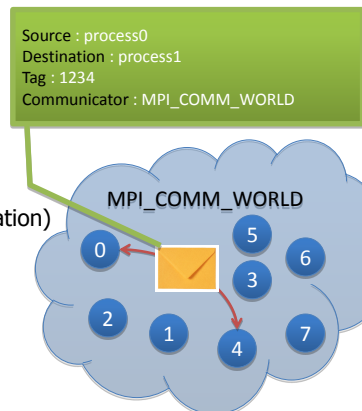 Source : process0
Destination : process1
Tag : 1234
Communicator : MPI_COMM_WORLD
MPI_COMM_WORLD
ation)
0
5
6
3
2
1
4
7